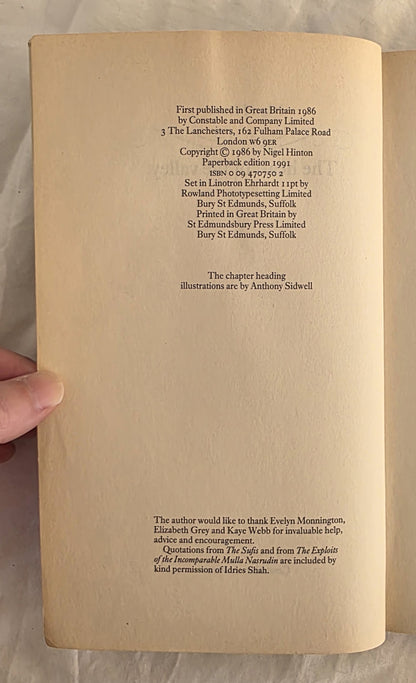 First published in Great Britain 1986
by Constable and Company Limited
3 The Lanchesters, 162 Fulham Palace Road
London W6 9ER
Copyright © 1986 by Nigel Hinton
Paperback edition 1991
ISBN 0 09 470750 2
Set in Linotron Ehrhardt 11pt by
Rowland Phototypesetting Limited
Bury St Edmunds, Suffolk
Printed in Great Britain by
St Edmundsbury Press Limited
Bury St Edmunds, Suffolk
The chapter heading
illustrations are by Anthony Sidwell
The author would like to thank Evelyn Monnington,
Elizabeth Grey and Kaye Webb for invaluable help,
advice and encouragement.
Quotations from The Sufis and from The Exploits
of the Incomparable Mulla Nasrudin are included by
kind permission of Idries Shah.